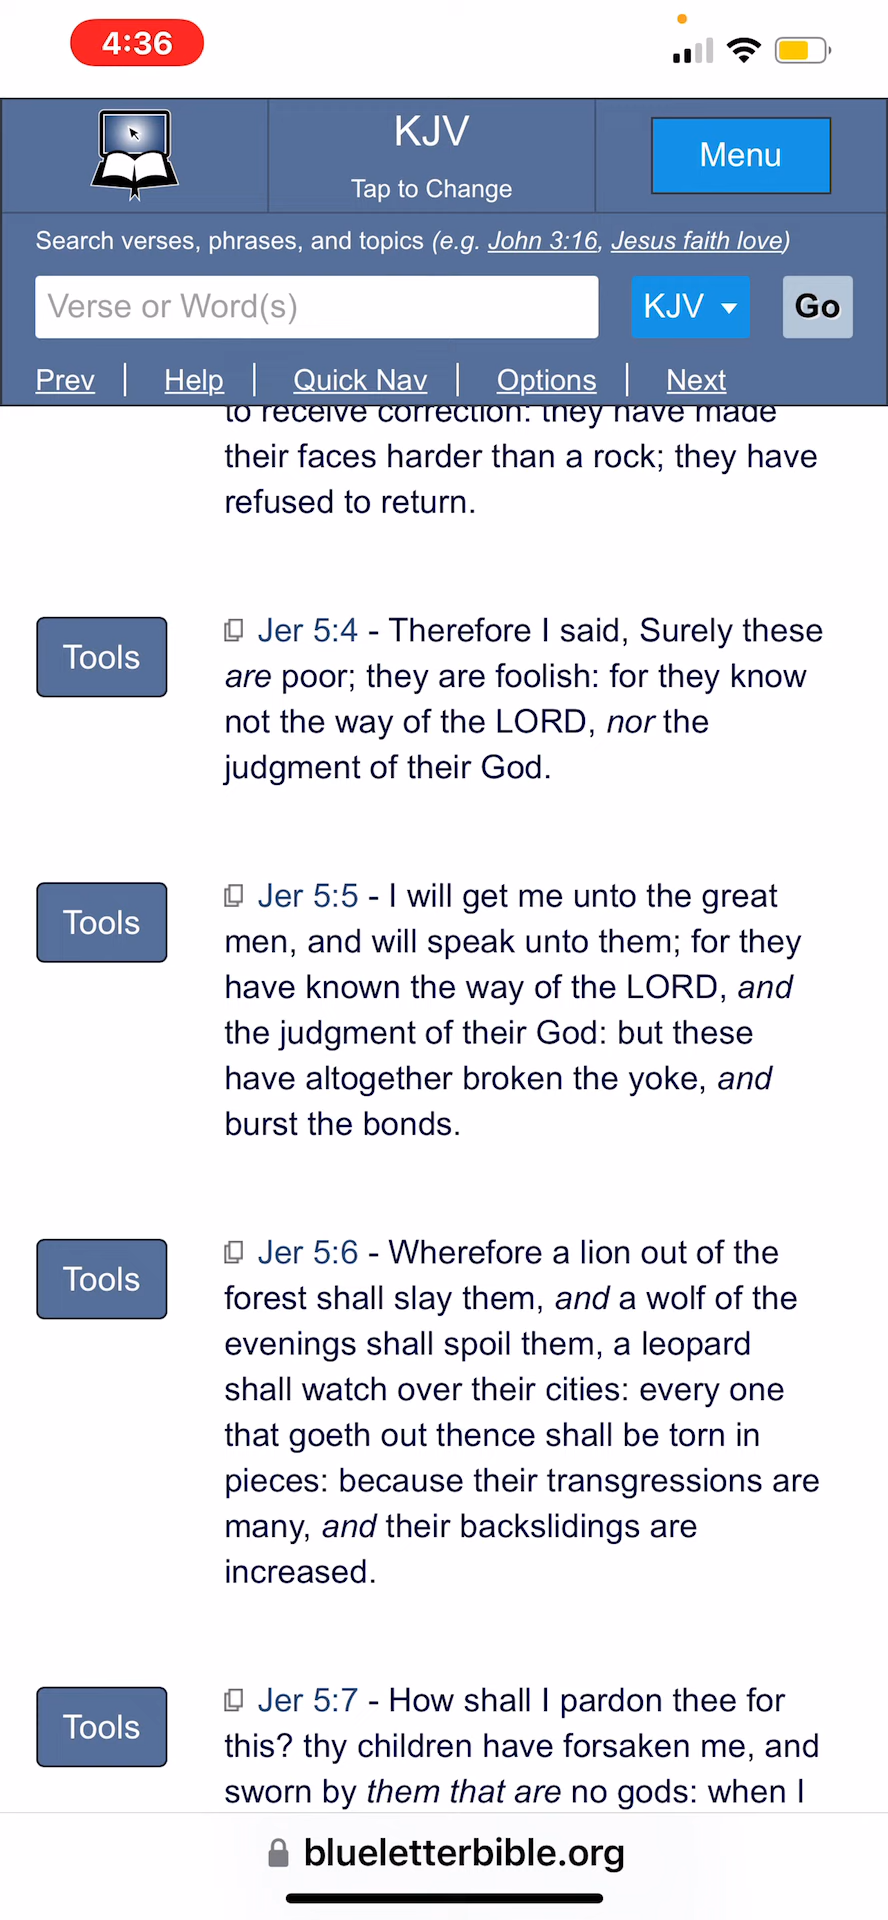 4:36
KJV
Tap to Change
Menu
Search verses, phrases, and topics (e.g. John 3:16, Jesus faith love)
Verse or Word(s)
KJV
Go
Prev | Help | Quick Nav | Options | Next
to receive correction: they have made
their faces harder than a rock; they have
refused to return.
Tools
Jer 5:4 - Therefore I said, Surely these
are poor; they are foolish: for they know
not the way of the LORD, nor the
judgment of their God.
Tools
Jer 5:5 - I will get me unto the great
men, and will speak unto them; for they
have known the way of the LORD, and
the judgment of their God: but these
have altogether broken the yoke, and
burst the bonds.
Tools
Jer 5:6 - Wherefore a lion out of the
forest shall slay them, and a wolf of the
evenings shall spoil them, a leopard
shall watch over their cities: every one
that goeth out thence shall be torn in
pieces: because their transgressions are
many, and their backslidings are
increased.
Tools
Jer 5:7 - How shall I pardon thee for
this? thy children have forsaken me, and
sworn by them that are no gods: when I
blueletterbible.org